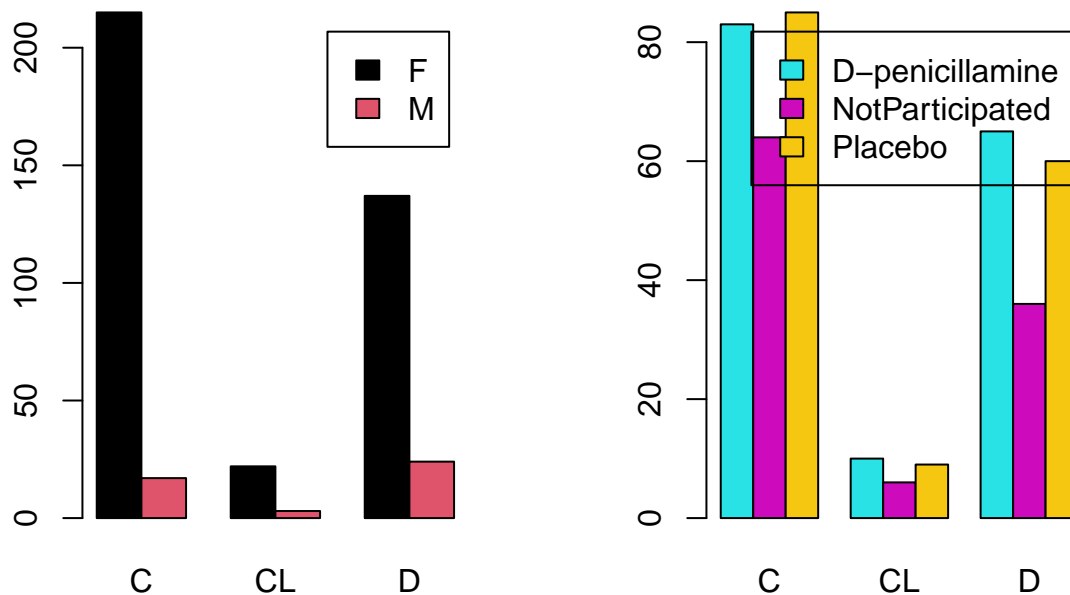 200
150
100
50
0
F
M
C CL D
80
60
40
20
0
D−penicillamine
NotParticipated
Placebo
C CL D